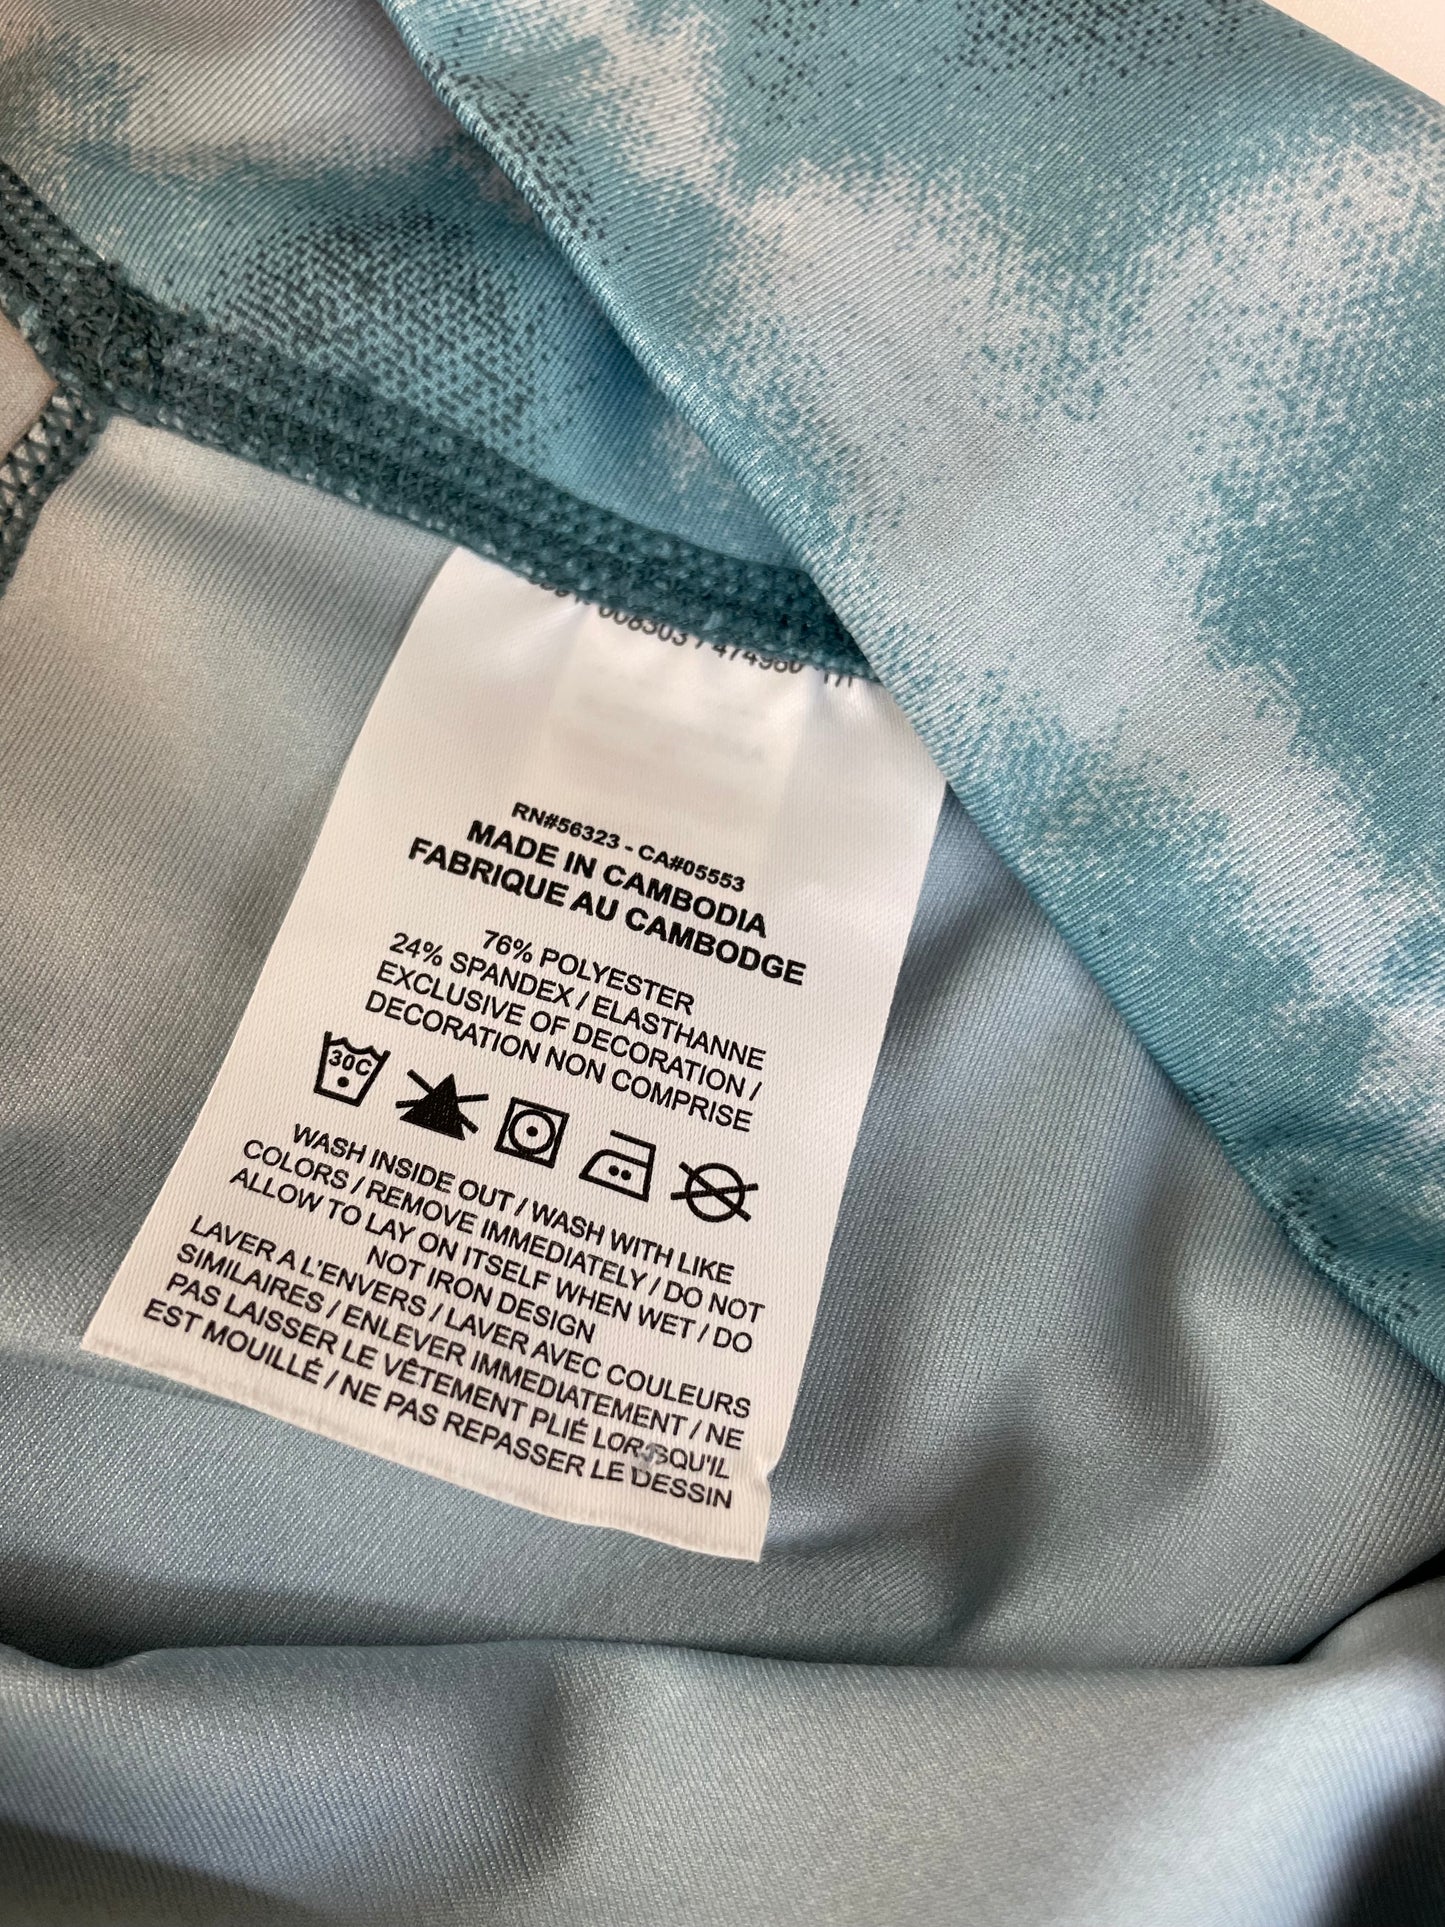 008303 / 474980
RN#56323 - CA#05553
MADE IN CAMBODIA
FABRIQUE AU CAMBODGE
76% POLYESTER
24% SPANDEX / ELASTHANNE
EXCLUSIVE OF DECORATION /
DECORATION NON COMPRISE
30C
WASH INSIDE OUT / WASH WITH LIKE
COLORS / REMOVE IMMEDIATELY / DO NOT
ALLOW TO LAY ON ITSELF WHEN WET / DO
NOT IRON DESIGN
LAVER A L'ENVERS / LAVER AVEC COULEURS
SIMILAIRES / ENLEVER IMMEDIATEMENT / NE
PAS LAISSER LE VÊTEMENT PLIÉ LORSQU'IL
EST MOUILLÉ / NE PAS REPASSER LE DESSIN